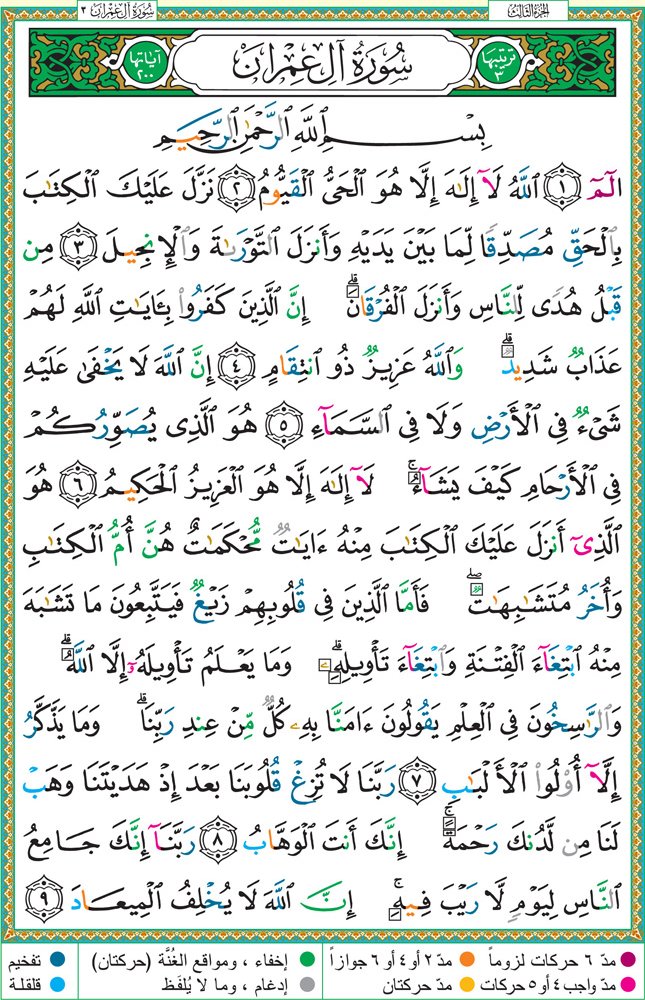 الجزء الثالث
سورة آل عمران ٣
ترتيبها ٣
سُورَةُ آلِ عِمْرَان
آياتها ٢٠٠
بِسْمِ ٱللَّهِ ٱلرَّحْمَٰنِ ٱلرَّحِيمِ
الٓمٓ ١ ٱللَّهُ لَآ إِلَٰهَ إِلَّا هُوَ ٱلْحَىُّ ٱلْقَيُّومُ ٢ نَزَّلَ عَلَيْكَ ٱلْكِتَٰبَ
بِٱلْحَقِّ مُصَدِّقًا لِّمَا بَيْنَ يَدَيْهِ وَأَنزَلَ ٱلتَّوْرَىٰةَ وَٱلْإِنجِيلَ ٣ مِن
قَبْلُ هُدًى لِّلنَّاسِ وَأَنزَلَ ٱلْفُرْقَانَ ۗ إِنَّ ٱلَّذِينَ كَفَرُوا۟ بِـَٔايَٰتِ ٱللَّهِ لَهُمْ
عَذَابٌ شَدِيدٌ ۗ وَٱللَّهُ عَزِيزٌ ذُو ٱنتِقَامٍ ٤ إِنَّ ٱللَّهَ لَا يَخْفَىٰ عَلَيْهِ
شَىْءٌ فِى ٱلْأَرْضِ وَلَا فِى ٱلسَّمَآءِ ٥ هُوَ ٱلَّذِى يُصَوِّرُكُمْ
فِى ٱلْأَرْحَامِ كَيْفَ يَشَآءُ ۚ لَآ إِلَٰهَ إِلَّا هُوَ ٱلْعَزِيزُ ٱلْحَكِيمُ ٦ هُوَ
ٱلَّذِىٓ أَنزَلَ عَلَيْكَ ٱلْكِتَٰبَ مِنْهُ ءَايَٰتٌ مُّحْكَمَٰتٌ هُنَّ أُمُّ ٱلْكِتَٰبِ
وَأُخَرُ مُتَشَٰبِهَٰتٌ ۖ فَأَمَّا ٱلَّذِينَ فِى قُلُوبِهِمْ زَيْغٌ فَيَتَّبِعُونَ مَا تَشَٰبَهَ
مِنْهُ ٱبْتِغَآءَ ٱلْفِتْنَةِ وَٱبْتِغَآءَ تَأْوِيلِهِۦ ۗ وَمَا يَعْلَمُ تَأْوِيلَهُۥٓ إِلَّا ٱللَّهُ ۗ
وَٱلرَّٰسِخُونَ فِى ٱلْعِلْمِ يَقُولُونَ ءَامَنَّا بِهِۦ كُلٌّ مِّنْ عِندِ رَبِّنَا ۗ وَمَا يَذَّكَّرُ
إِلَّآ أُو۟لُوا۟ ٱلْأَلْبَٰبِ ٧ رَبَّنَا لَا تُزِغْ قُلُوبَنَا بَعْدَ إِذْ هَدَيْتَنَا وَهَبْ
لَنَا مِن لَّدُنكَ رَحْمَةً ۚ إِنَّكَ أَنتَ ٱلْوَهَّابُ ٨ رَبَّنَآ إِنَّكَ جَامِعُ
ٱلنَّاسِ لِيَوْمٍ لَّا رَيْبَ فِيهِ ۚ إِنَّ ٱللَّهَ لَا يُخْلِفُ ٱلْمِيعَادَ ٩
مدّ ٦ حركات لزوماً
مدّ ٢ أو ٤ أو ٦ جوازاً
إخفاء ، ومواقع الغُنَّة (حركتان)
تفخيم
مدّ واجب ٤ أو ٥ حركات
مدّ حركتان
إدغام ، وما لا يُلفَظ
قلقلة